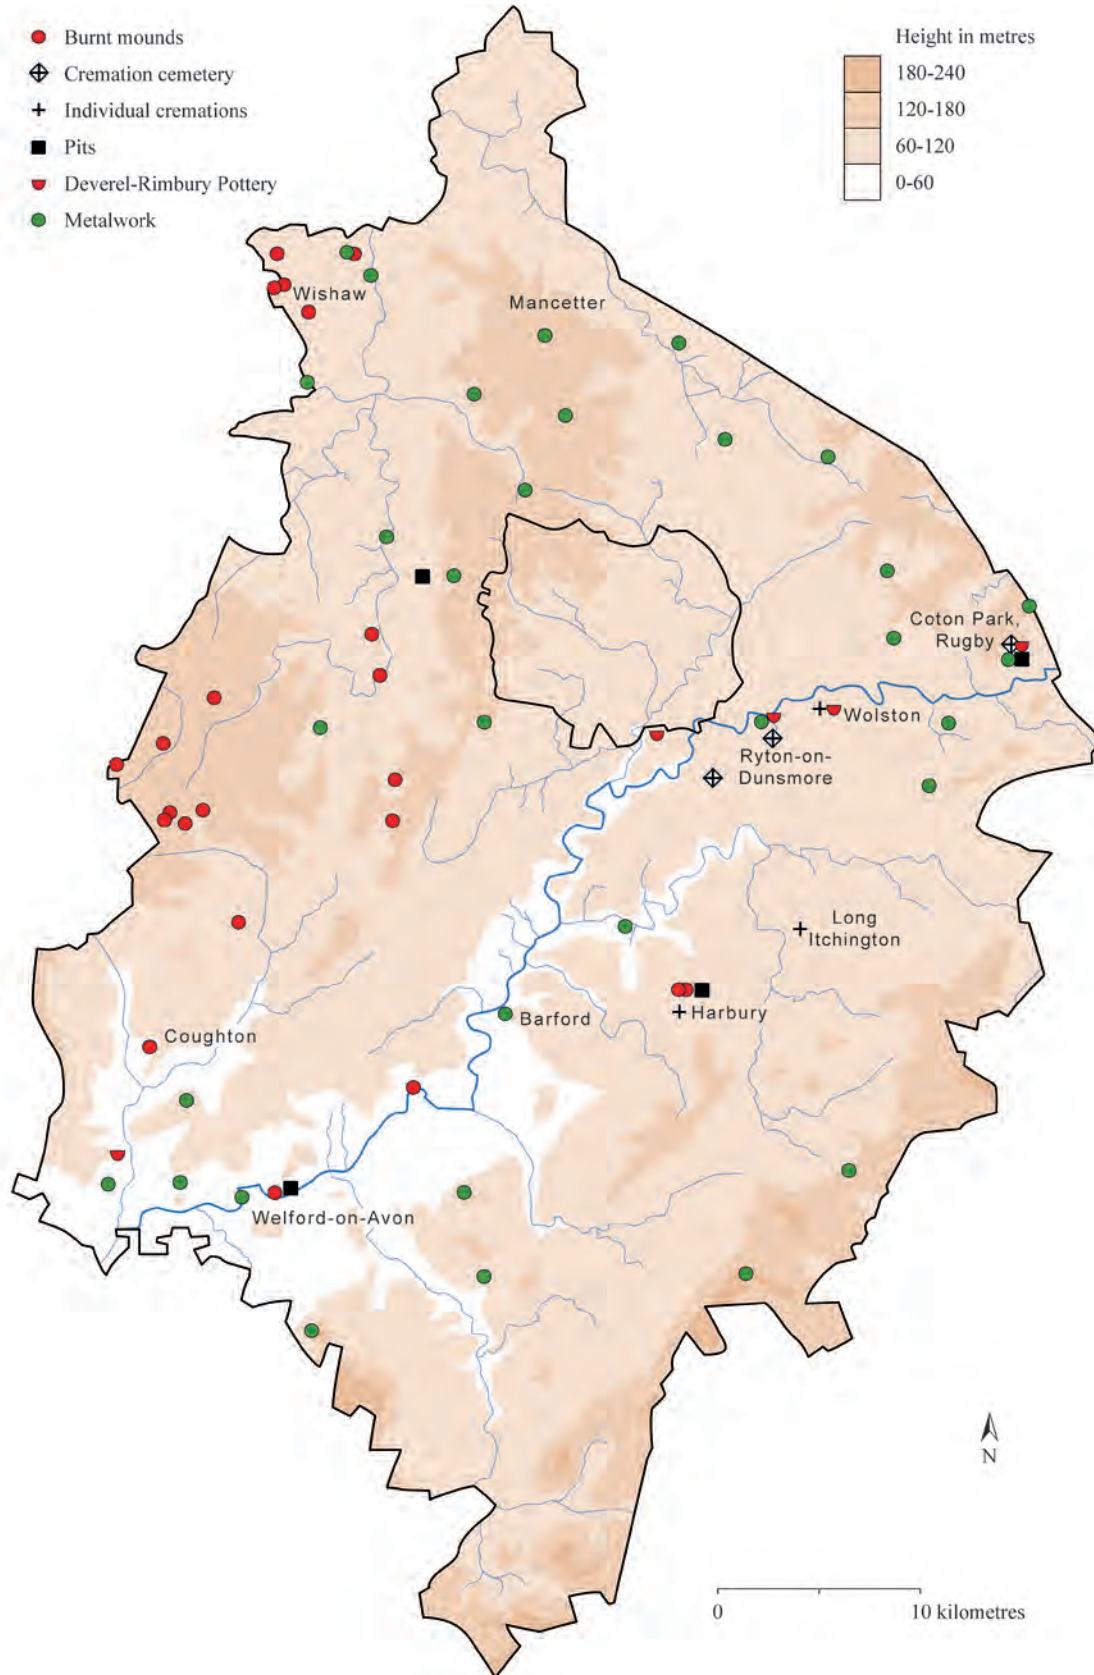 Burnt mounds
Cremation cemetery
Individual cremations
Pits
Deverel-Rimbury Pottery
Metalwork
Height in metres
180-240
120-180
60-120
0-60
Wishaw
Mancetter
Coton Park,
Rugby
Wolston
Ryton-on-
Dunsmore
Long
Itchington
Harbury
Barford
Coughton
Welford-on-Avon
N
0
10 kilometres